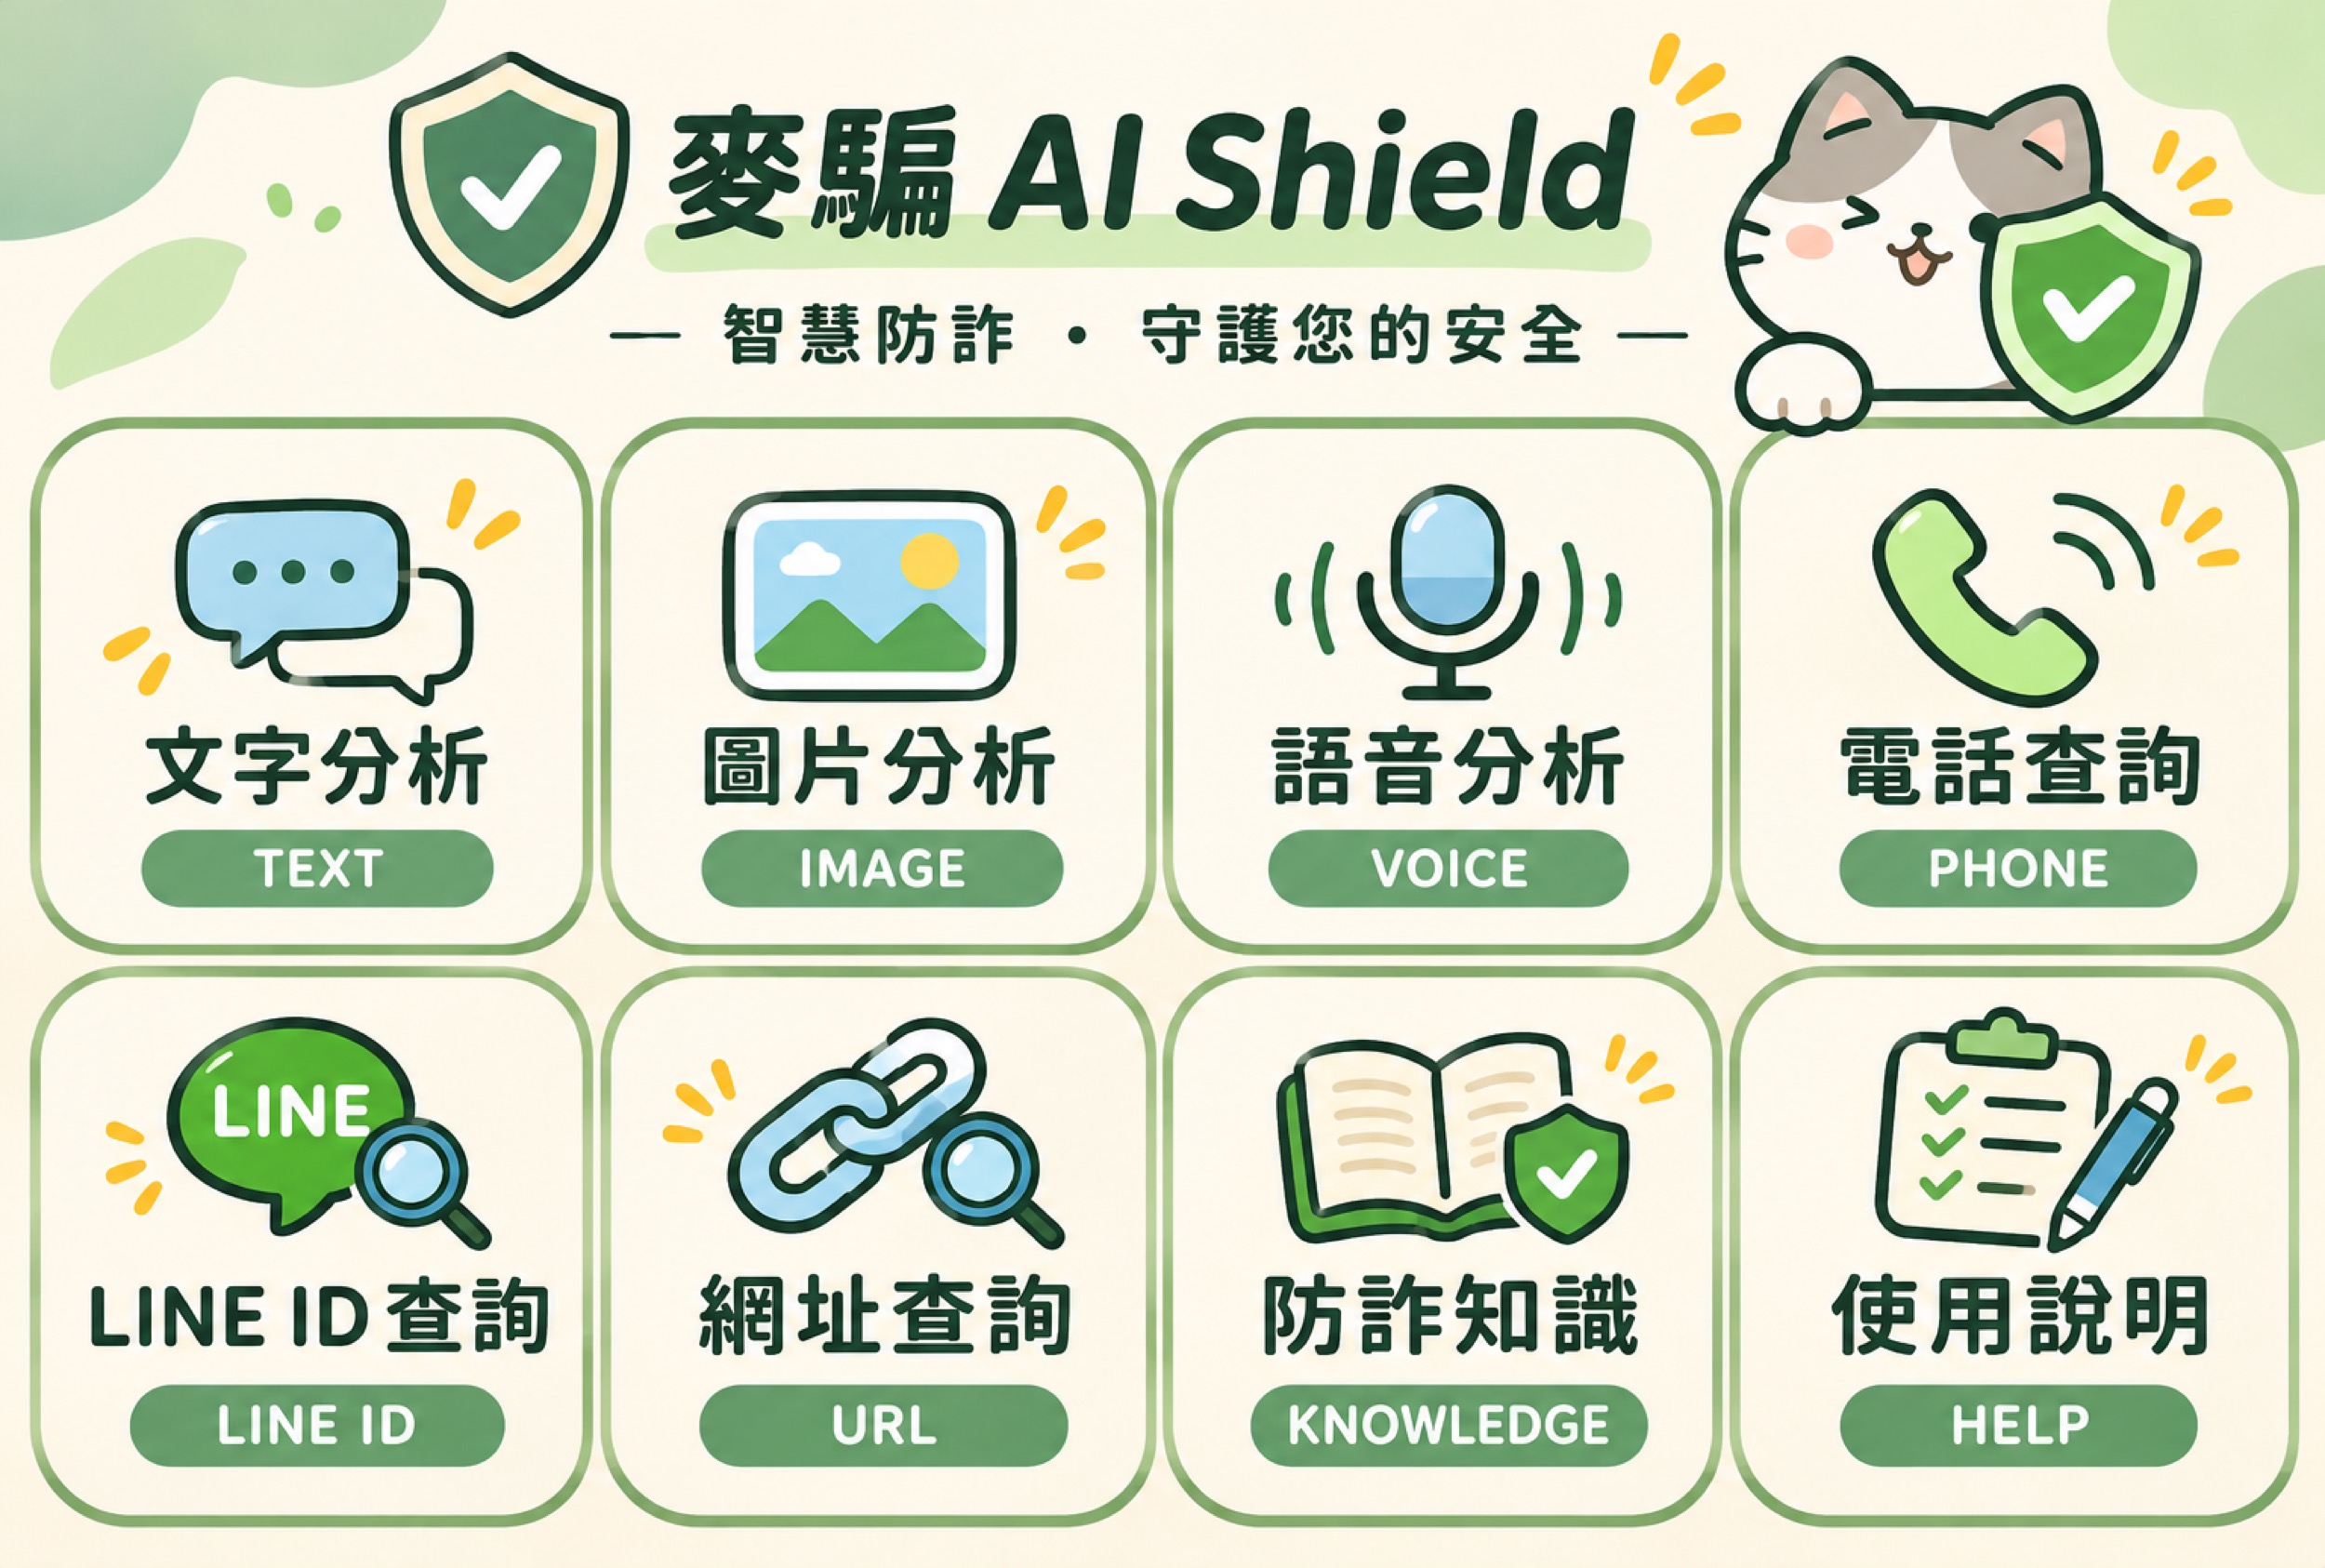 麥騙 AI Shield
— 智慧防詐 • 守護您的安全 —
文字分析
TEXT
圖片分析
IMAGE
語音分析
VOICE
電話查詢
PHONE
LINE
LINE ID 查詢
LINE ID
網址查詢
URL
防詐知識
KNOWLEDGE
使用說明
HELP